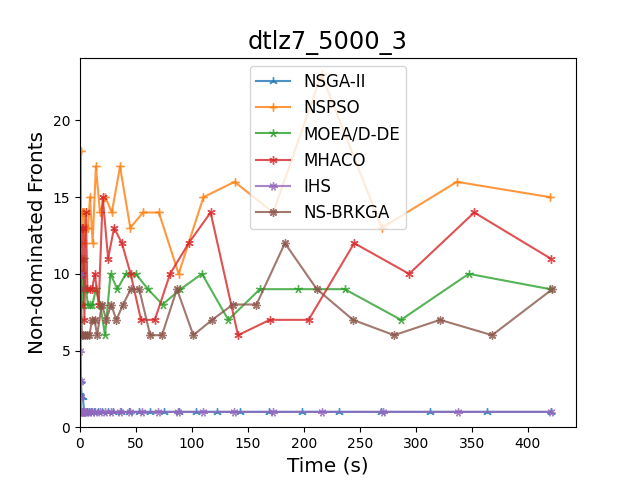 dtlz7_5000_3
Non-dominated Fronts
20
15
10
5
0
NSGA-II
NSPSO
MOEA/D-DE
MHACO
IHS
NS-BRKGA
0 50 100 150 200 250 300 350 400
Time (s)